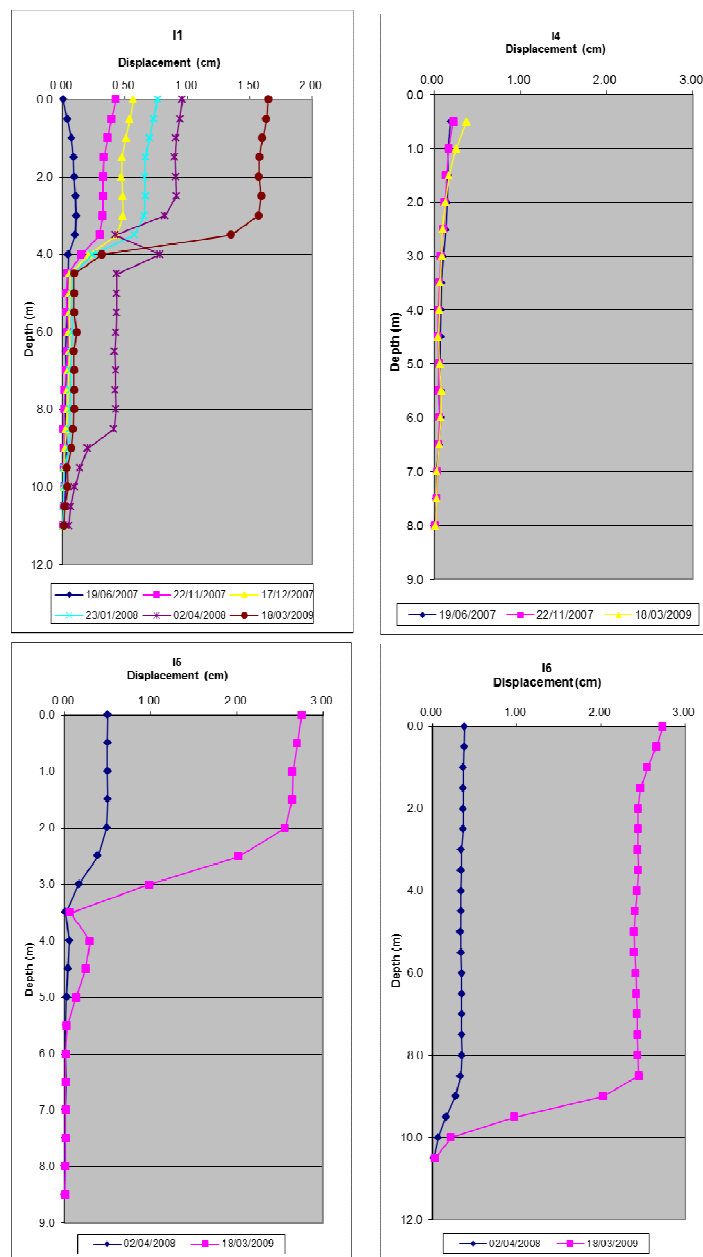 I1
Displacement (cm)
0.00 0.50 1.00 1.50 2.00
0.0
2.0
4.0
6.0
8.0
10.0
12.0
Depth (m)
19/06/2007 22/11/2007 17/12/2007
23/01/2008 02/04/2008 18/03/2009
I4
Displacement (cm)
0.00 1.00 2.00 3.00
0.0
1.0
2.0
3.0
4.0
5.0
6.0
7.0
8.0
9.0
Depth (m)
19/06/2007 22/11/2007 18/03/2009
I5
Displacement (cm)
0.00 1.00 2.00 3.00
0.0
1.0
2.0
3.0
4.0
5.0
6.0
7.0
8.0
9.0
Depth (m)
02/04/2008 18/03/2009
I6
Displacement (cm)
0.00 1.00 2.00 3.00
0.0
2.0
4.0
6.0
8.0
10.0
12.0
Depth (m)
02/04/2008 18/03/2009